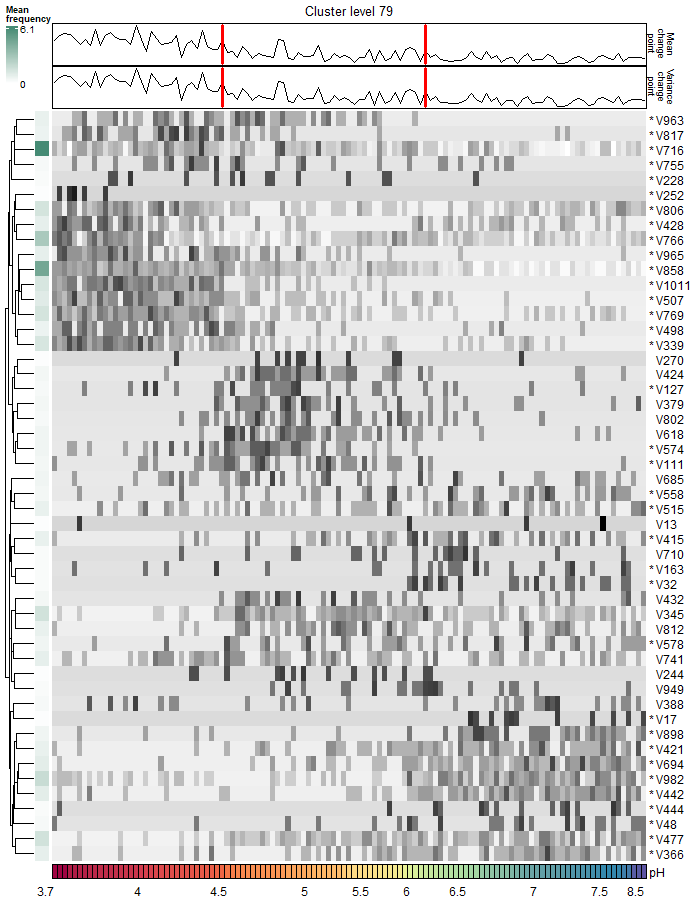 Mean
frequency
6.1
0
Cluster level 79
Mean
change
point
Variance
change
point
* V963
* V817
* V716
* V755
* V228
* V252
* V806
* V428
* V766
* V965
* V858
* V1011
* V507
* V769
* V498
* V339
V270
V424
* V127
V379
V802
V618
* V574
* V111
V685
* V558
* V515
V13
* V415
V710
* V163
* V32
V432
V345
V812
* V578
V741
V244
V949
V388
* V17
* V898
* V421
* V694
* V982
* V442
* V444
* V48
* V477
* V366
pH
3.7 4 4.5 5 5.5 6 6.5 7 7.5 8.5